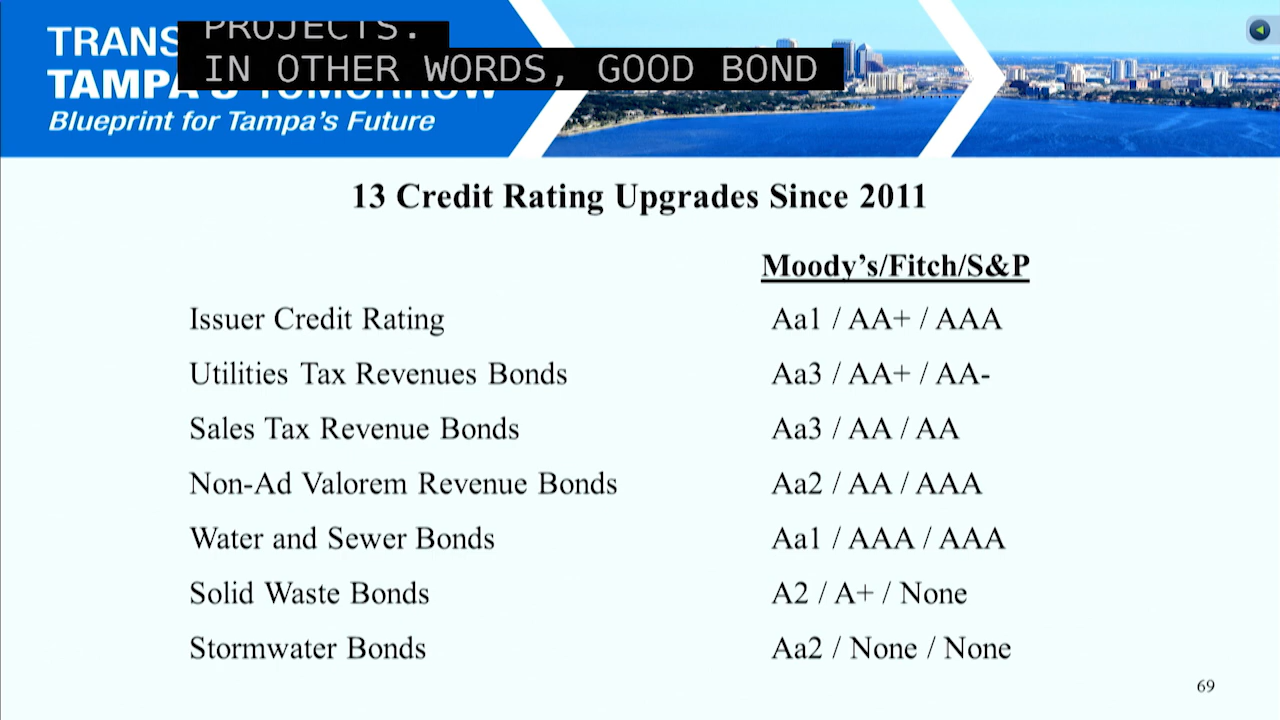 PROJECTS.
IN OTHER WORDS, GOOD BOND
TRANS
TAMPA'S TOMORROW
Blueprint for Tampa's Future
13 Credit Rating Upgrades Since 2011
Moody's/Fitch/S&P
Issuer Credit Rating Aa1 / AA+ / AAA
Utilities Tax Revenues Bonds Aa3 / AA+ / AA-
Sales Tax Revenue Bonds Aa3 / AA / AA
Non-Ad Valorem Revenue Bonds Aa2 / AA / AAA
Water and Sewer Bonds Aa1 / AAA / AAA
Solid Waste Bonds A2 / A+ / None
Stormwater Bonds Aa2 / None / None
69